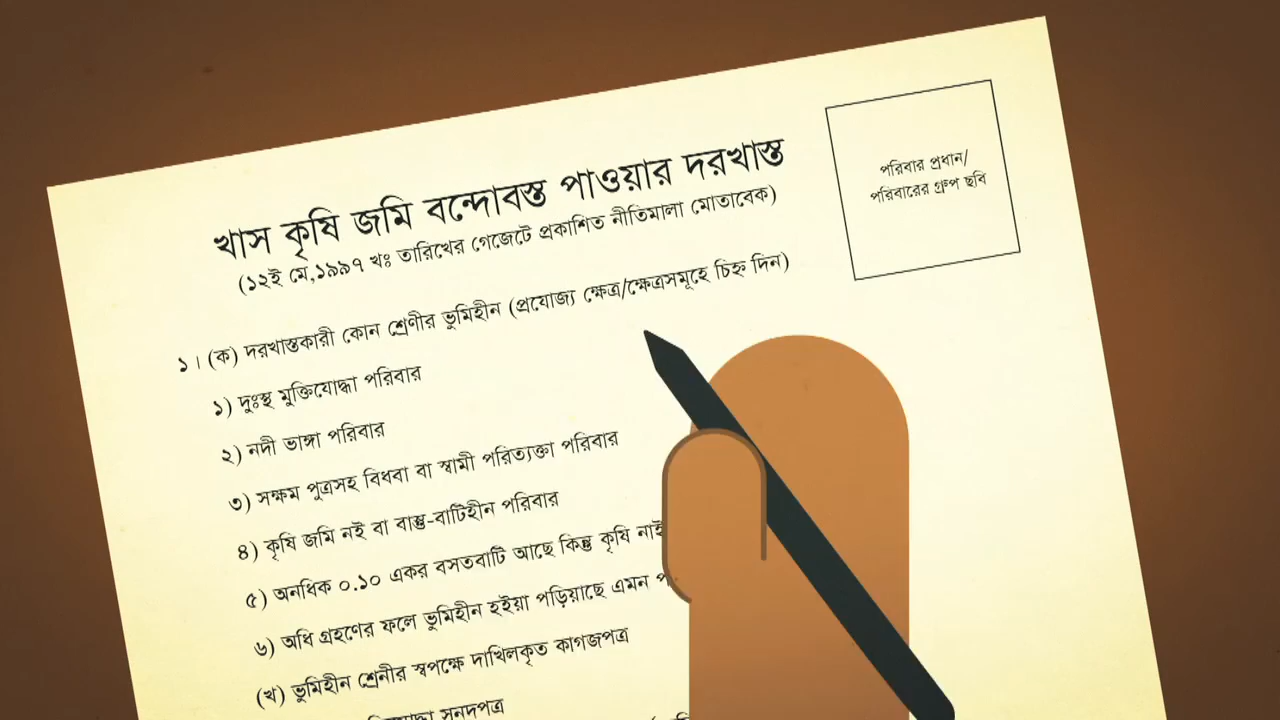 খাস কৃষি জমি বন্দোবস্ত পাওয়ার দরখাস্ত
(১২ই মে,১৯৯৭ খঃ তারিখের গেজেটে প্রকাশিত নীতিমালা মোতাবেক)
পরিবার প্রধান/
পরিবারের গ্রুপ ছবি
১। (ক) দরখাস্তকারী কোন শ্রেণীর ভুমিহীন (প্রযোজ্য ক্ষেত্র/ক্ষেত্রসমূহে চিহ্ন দিন)
১) দুঃস্থ মুক্তিযোদ্ধা পরিবার
২) নদী ভাঙ্গা পরিবার
৩) সক্ষম পুত্রসহ বিধবা বা স্বামী পরিত্যক্তা পরিবার
৪) কৃষি জমি নই বা বাস্তু-বাটিহীন পরিবার
৫) অনধিক ০.১০ একর বসতবাটি আছে কিন্তু কৃষি নাই
৬) অধি গ্রহণের ফলে ভুমিহীন হইয়া পড়িয়াছে এমন
(খ) ভুমিহীন শ্রেনীর স্বপক্ষে দাখিলকৃত কাগজপত্র
সনদপত্র